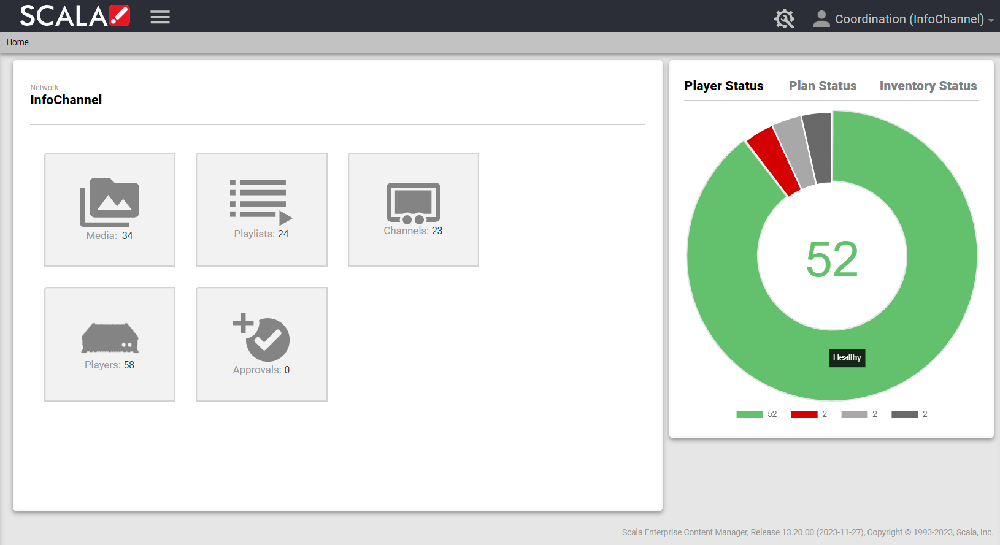 SCALA
Coordination (InfoChannel)
Home
Network
InfoChannel
Media: 34
Playlists: 24
Channels: 23
Players: 58
Approvals: 0
Player Status
Plan Status
Inventory Status
52
Healthy
52
2
2
2
Scala Enterprise Content Manager, Release 13.20.00 (2023-11-27), Copyright © 1993-2023, Scala, Inc.